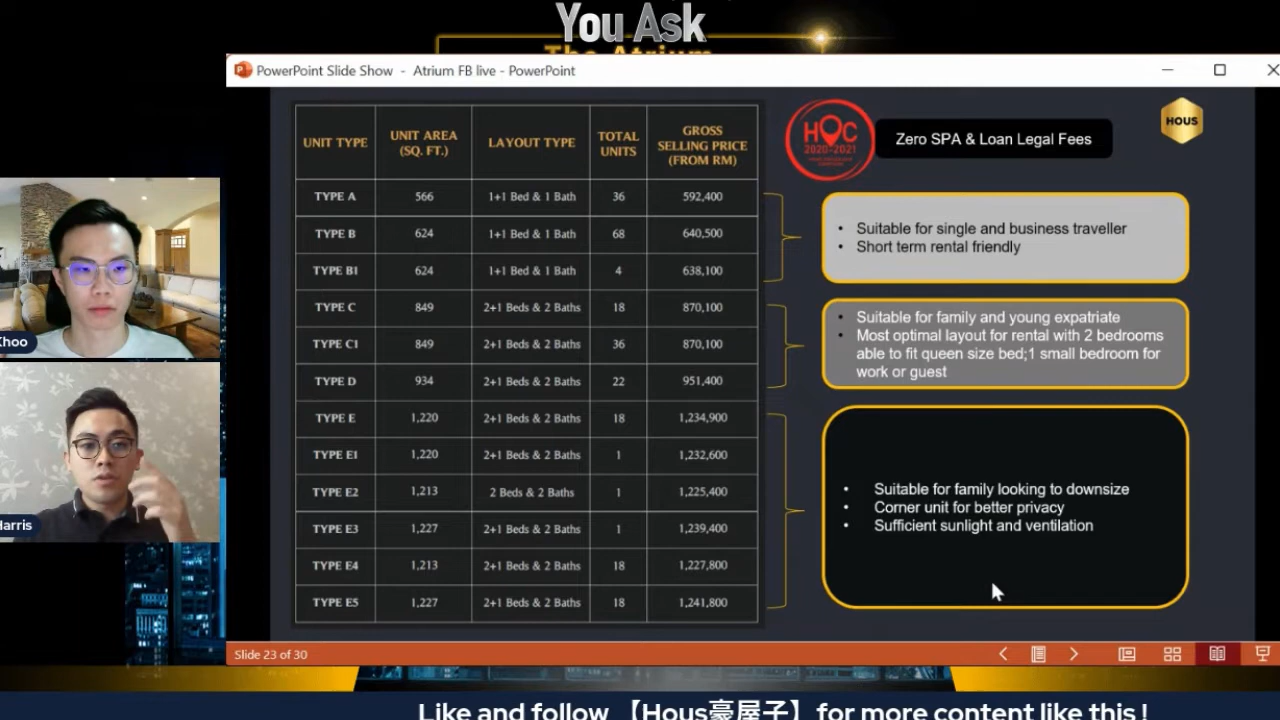 You Ask
The Atrium
PowerPoint Slide Show - Atrium FB live - PowerPoint
UNIT TYPE UNIT AREA (SQ. FT.) LAYOUT TYPE TOTAL UNITS GROSS SELLING PRICE (FROM RM)
TYPE A 566 1+1 Bed & 1 Bath 36 592,400
TYPE B 624 1+1 Bed & 1 Bath 68 640,500
TYPE B1 624 1+1 Bed & 1 Bath 4 638,100
TYPE C 849 2+1 Beds & 2 Baths 18 870,100
TYPE C1 849 2+1 Beds & 2 Baths 36 870,100
TYPE D 934 2+1 Beds & 2 Baths 22 951,400
TYPE E 1,220 2+1 Beds & 2 Baths 18 1,234,900
TYPE E1 1,220 2+1 Beds & 2 Baths 1 1,232,600
TYPE E2 1,213 2 Beds & 2 Baths 1 1,225,400
TYPE E3 1,227 2+1 Beds & 2 Baths 1 1,239,400
TYPE E4 1,213 2+1 Beds & 2 Baths 18 1,227,800
TYPE E5 1,227 2+1 Beds & 2 Baths 18 1,241,800
HOC
2020-2021
Zero SPA & Loan Legal Fees
HOUS
• Suitable for single and business traveller
• Short term rental friendly
• Suitable for family and young expatriate
• Most optimal layout for rental with 2 bedrooms
able to fit queen size bed;1 small bedroom for
work or guest
• Suitable for family looking to downsize
• Corner unit for better privacy
• Sufficient sunlight and ventilation
Khoo
Harris
Slide 23 of 30
Like and follow 【Hous豪屋子】for more content like this !